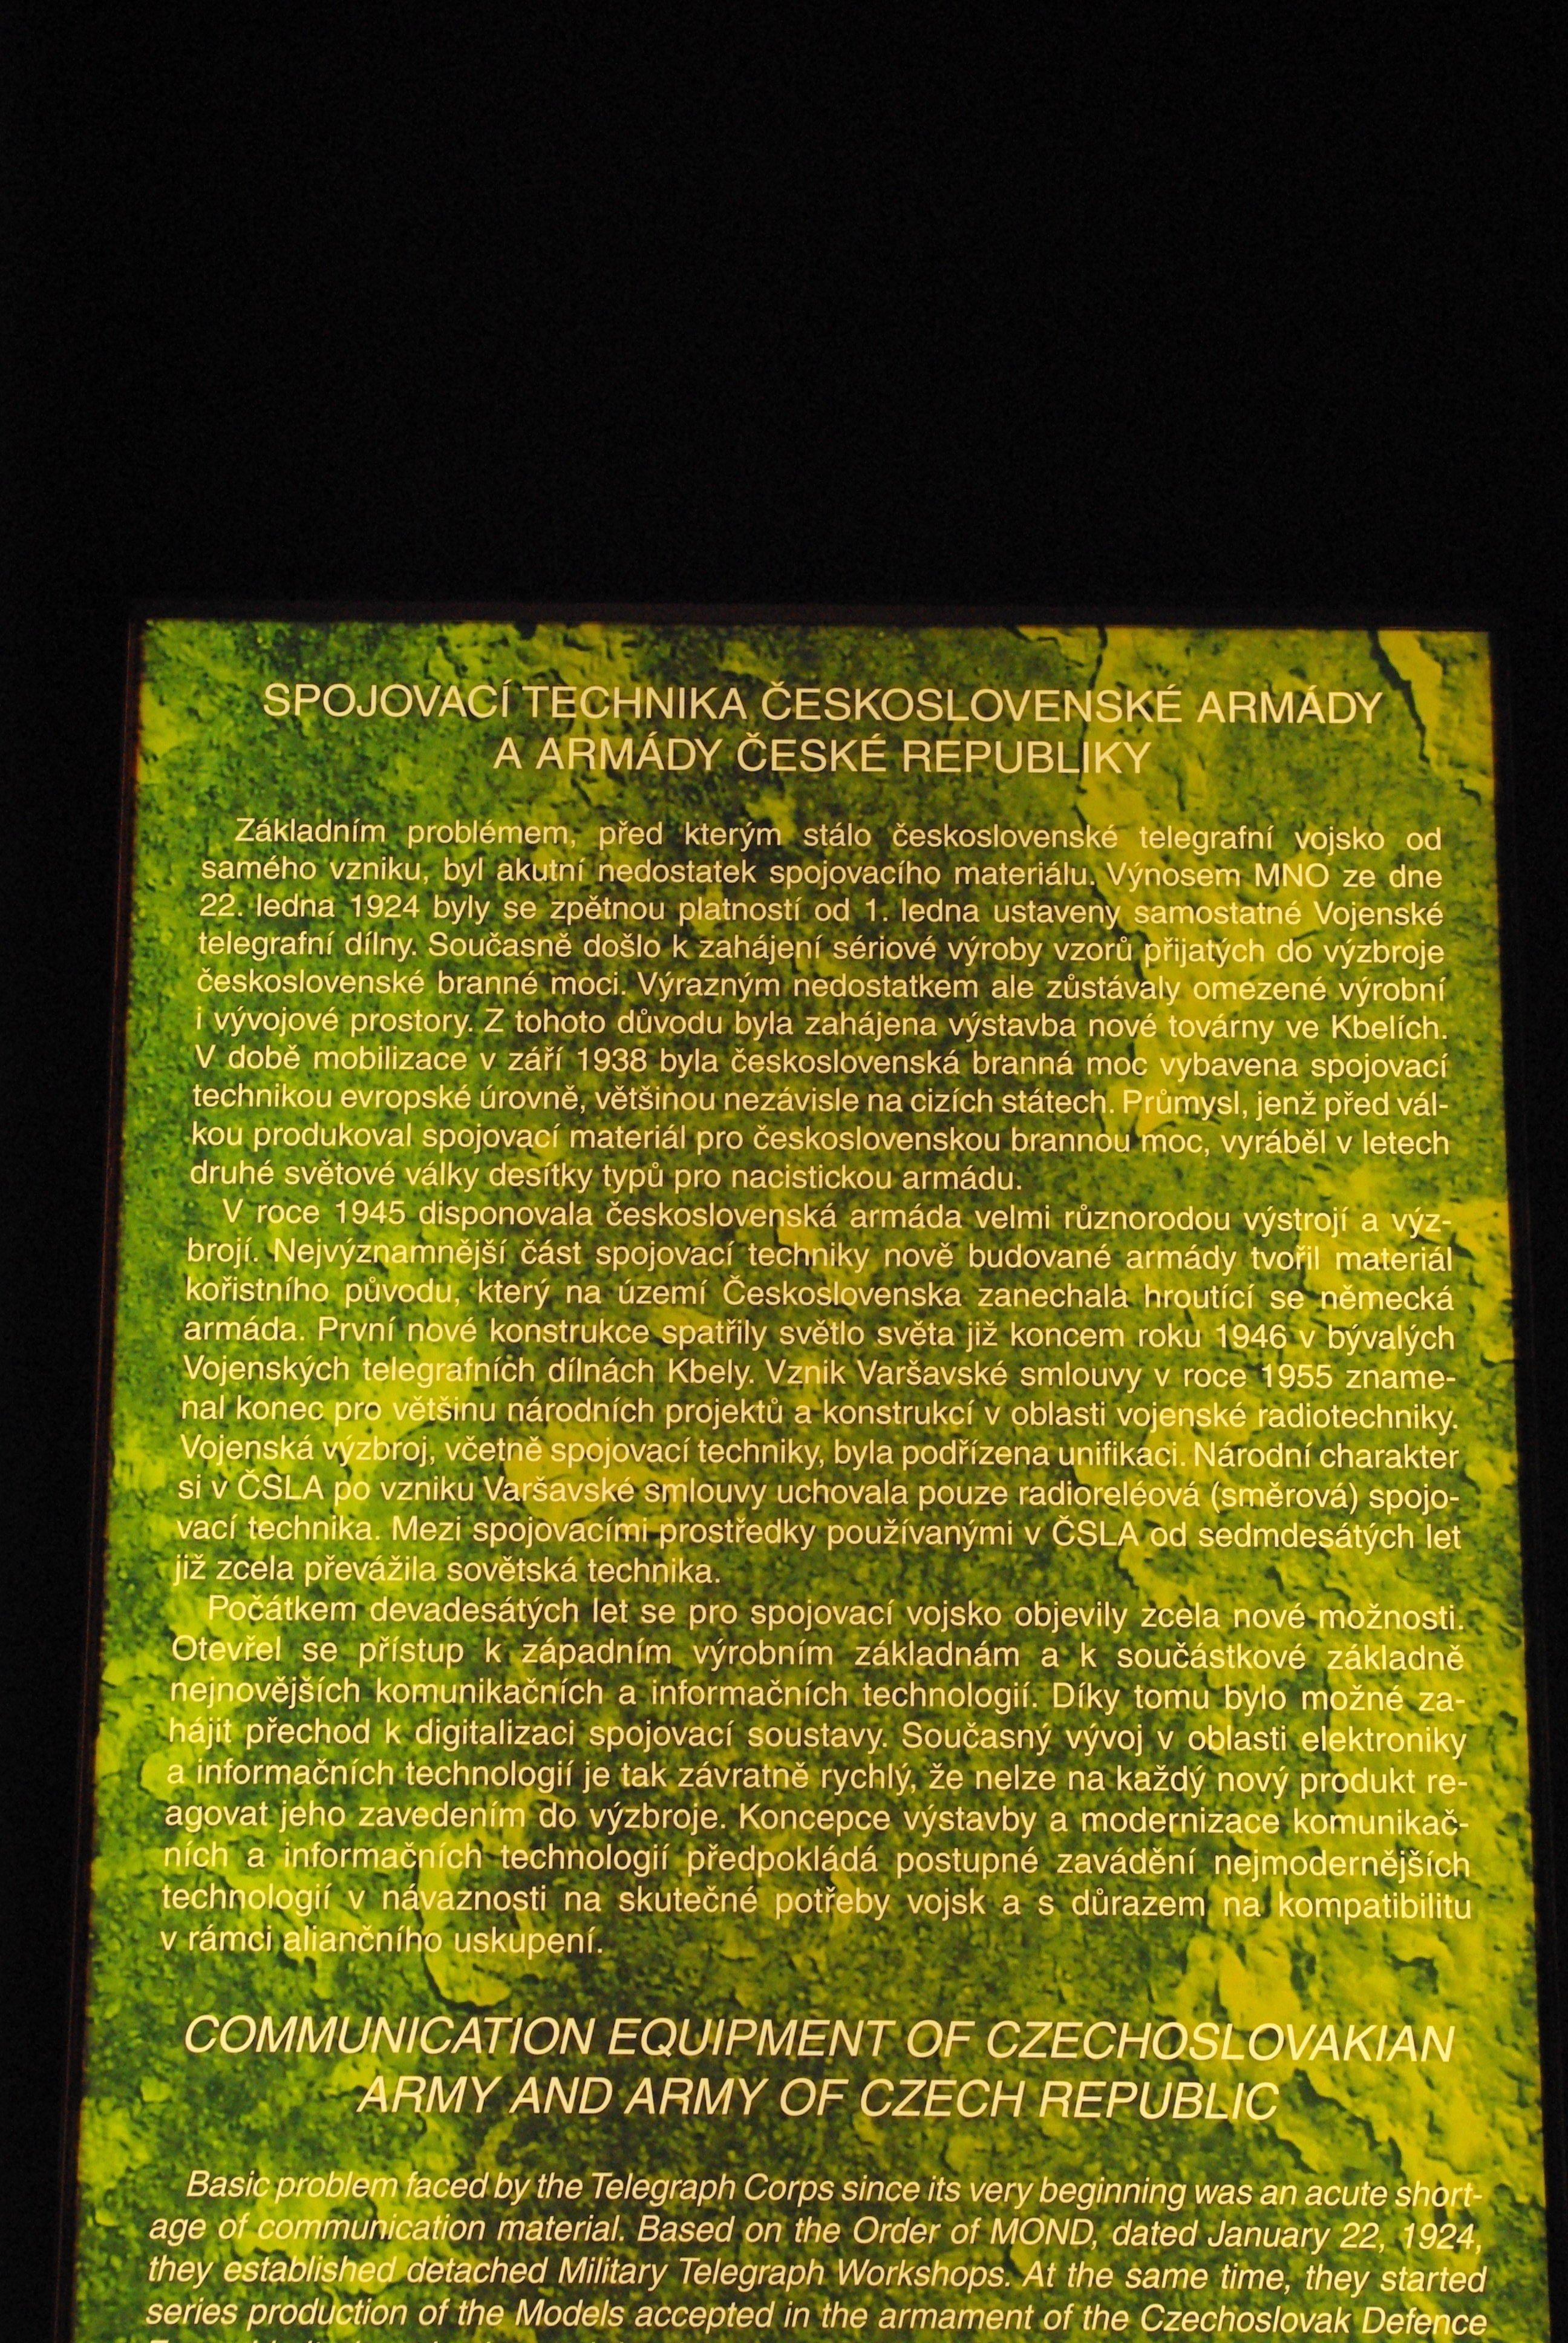 SPOJOVACÍ TECHNIKA ČESKOSLOVENSKÉ ARMÁDY
A ARMÁDY ČESKÉ REPUBLIKY
Základním problémem, před kterým stálo československé telegrafní vojsko od
samého vzniku, byl akutní nedostatek spojovacího materiálu. Výnosem MNO ze dne
22. ledna 1924 byly se zpětnou platností od 1. ledna ustaveny samostatné Vojenské
telegrafní dílny. Současně došlo k zahájení sériové výroby vzorů přijatých do výzbroje
československé branné moci. Výrazným nedostatkem ale zůstávaly omezené výrobní
i vývojové prostory. Z tohoto důvodu byla zahájena výstavba nové továrny ve Kbelích.
V době mobilizace v září 1938 byla československá branná moc vybavena spojovací
technikou evropské úrovně, většinou nezávisle na cizích státech. Průmysl, jenž před vál-
kou produkoval spojovací materiál pro československou brannou moc, vyráběl v letech
druhé světové války desítky typů pro nacistickou armádu.
V roce 1945 disponovala československá armáda velmi různorodou výstrojí a výz-
brojí. Nejvýznamnější část spojovací techniky nově budované armády tvořil materiál
kořistního původu, který na území Československa zanechala hroutící se německá
armáda. První nové konstrukce spatřily světlo světa již koncem roku 1946 v bývalých
Vojenských telegrafních dílnách Kbely. Vznik Varšavské smlouvy v roce 1955 zname-
nal konec pro většinu národních projektů a konstrukcí v oblasti vojenské radiotechniky.
Vojenská výzbroj, včetně spojovací techniky, byla podřízena unifikaci. Národní charakter
si v ČSLA po vzniku Varšavské smlouvy uchovala pouze radioreléová (směrová) spojo-
vací technika. Mezi spojovacími prostředky používanými v ČSLA od sedmdesátých let
již zcela převážila sovětská technika.
Počátkem devadesátých let se pro spojovací vojsko objevily zcela nové možnosti.
Otevřel se přístup k západním výrobním základnám a k součástkové základně
nejnovějších komunikačních a informačních technologií. Díky tomu bylo možné za-
hájit přechod k digitalizaci spojovací soustavy. Současný vývoj v oblasti elektroniky
a informačních technologií je tak závratně rychlý, že nelze na každý nový produkt re-
agovat jeho zavedením do výzbroje. Koncepce výstavby a modernizace komunikač-
ních a informačních technologií předpokládá postupné zavádění nejmodernějších
technologií v návaznosti na skutečné potřeby vojsk a s důrazem na kompatibilitu
v rámci aliančního uskupení.
COMMUNICATION EQUIPMENT OF CZECHOSLOVAKIAN
ARMY AND ARMY OF CZECH REPUBLIC
Basic problem faced by the Telegraph Corps since its very beginning was an acute short-
age of communication material. Based on the Order of MOND, dated January 22, 1924,
they established detached Military Telegraph Workshops. At the same time, they started
series production of the Models accepted in the armament of the Czechoslovak Defence